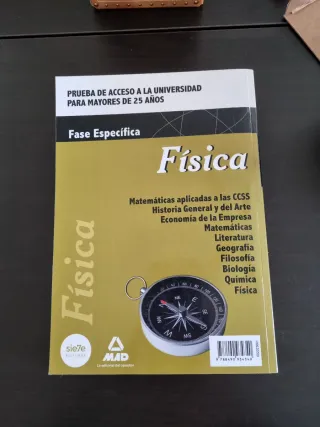 PRUEBA DE ACCESO A LA UNIVERSIDAD
PARA MAYORES DE 25 AÑOS
Fase Específica
Física
Matemáticas aplicadas a las CCSS
Historia General y del Arte
Economía de la Empresa
Matemáticas
Literatura
Geografía
Filosofía
Biología
Química
Física
Física
sie7e
MAD